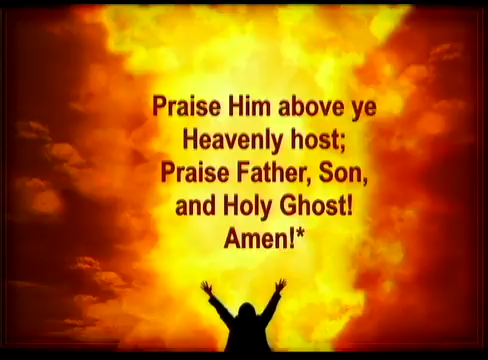 Praise Him above ye
Heavenly host;
Praise Father, Son,
and Holy Ghost!
Amen!*